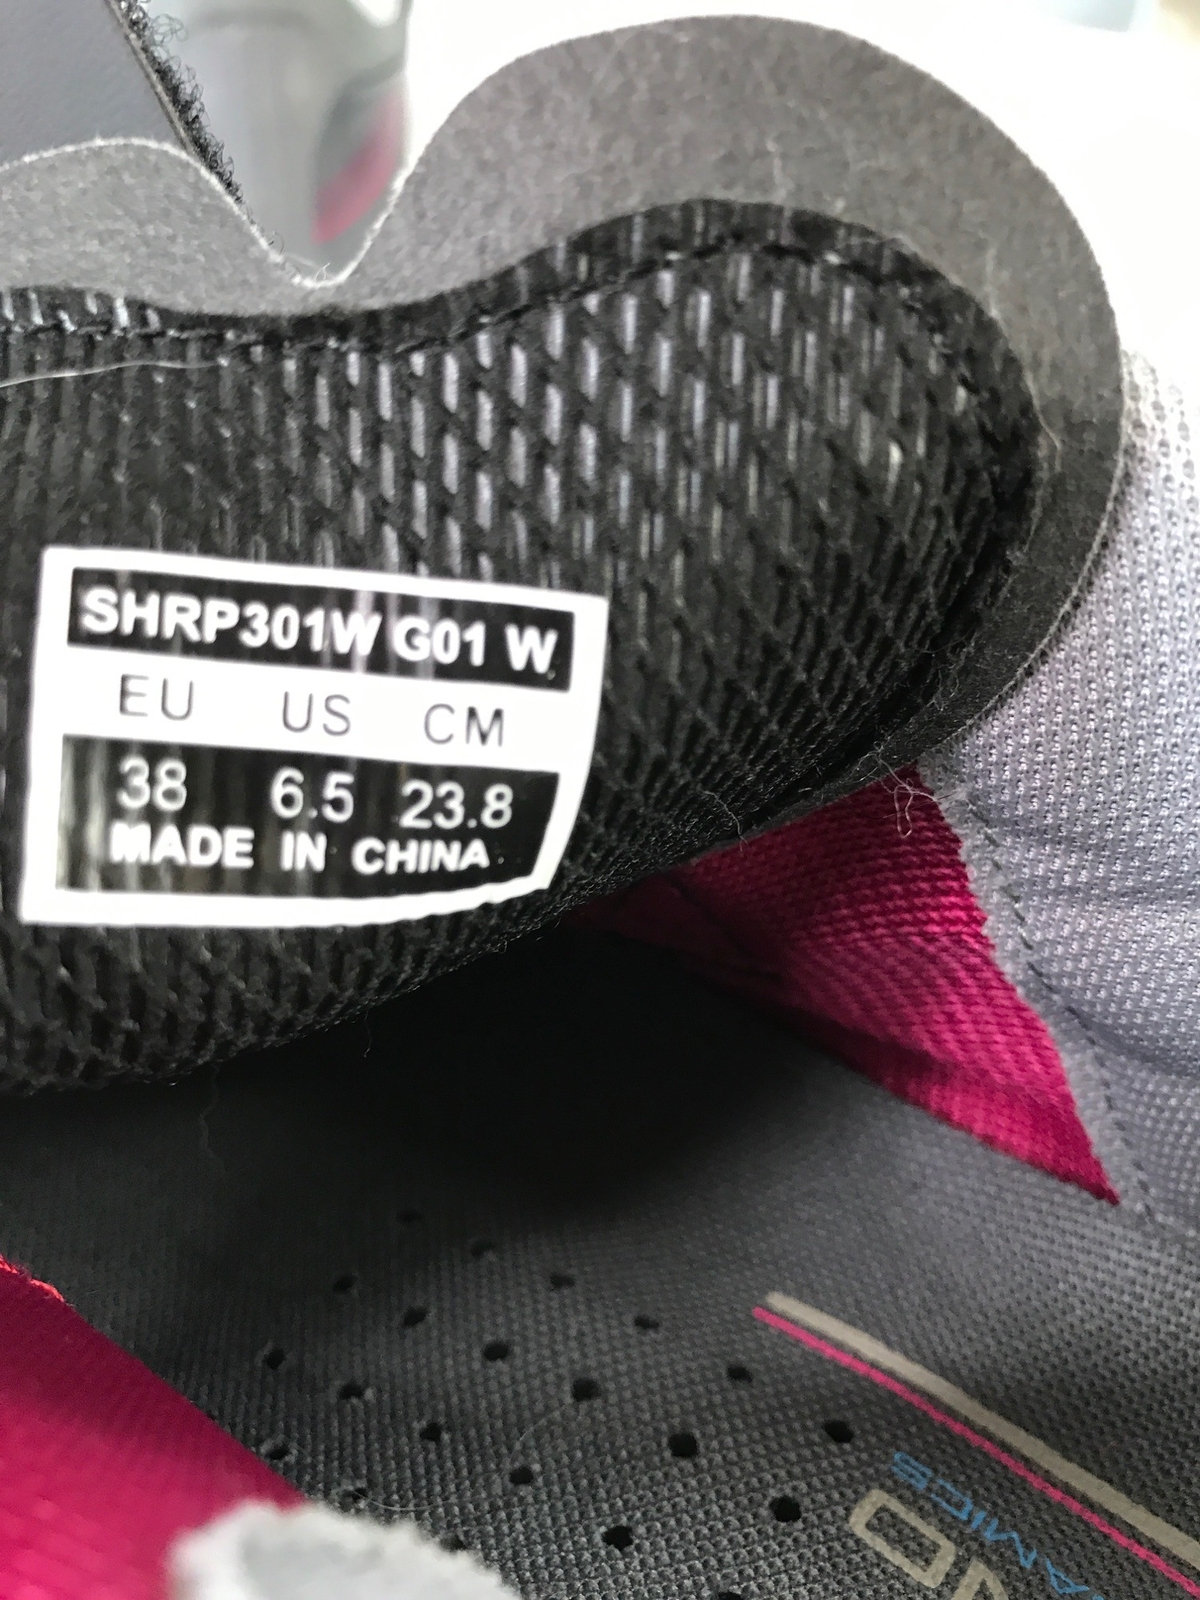 SHRP301W G01 W
EU US CM
38 6.5 23.8
MADE IN CHINA